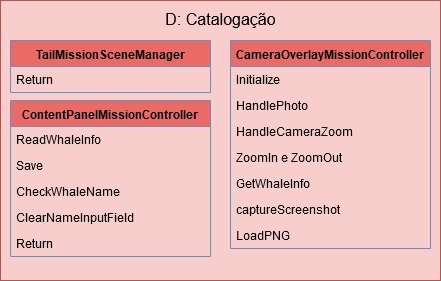 D: Catalogação
TailMissionSceneManager
Return
ContentPanelMissionController
ReadWhaleInfo
Save
CheckWhaleName
ClearNameInputField
Return
CameraOverlayMissionController
Initialize
HandlePhoto
HandleCameraZoom
ZoomIn e ZoomOut
GetWhaleInfo
captureScreenshot
LoadPNG